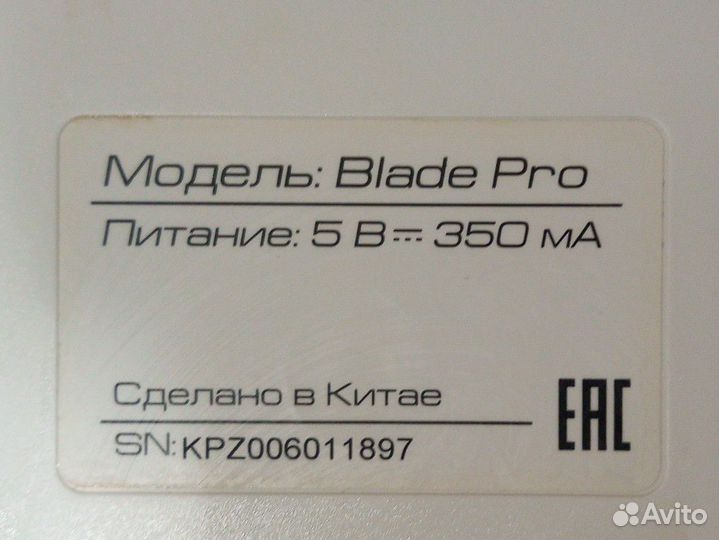 Модель: Blade Pro
Питание: 5 В⎓ 350 мА
Сделано в Китае
SN: KPZ006011897
EAC
Avito